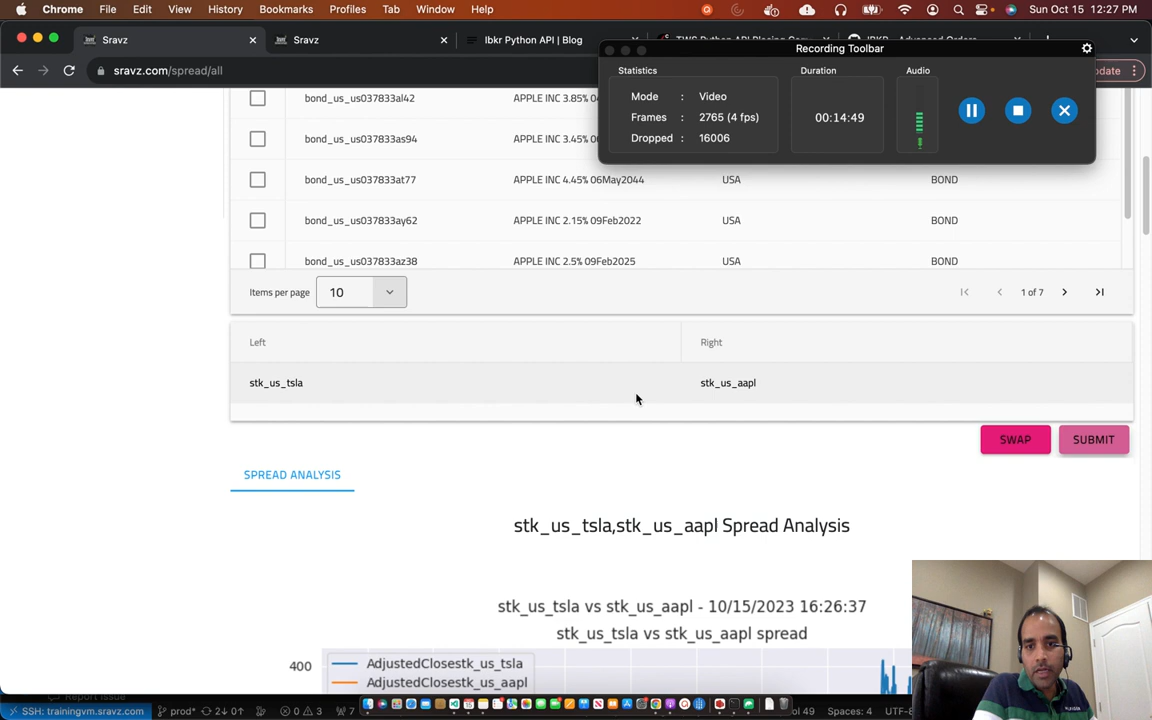 Chrome File Edit View History Bookmarks Profiles Tab Window Help Sun Oct 15 12:27 PM
Sravz Sravz Ibkr Python API | Blog
Recording Toolbar
sravz.com/spread/all
Statistics Duration Audio
Mode : Video
Frames : 2765 (4 fps)
Dropped : 16006
00:14:49
bond_us_us037833al42 APPLE INC 3.85%
bond_us_us037833as94 APPLE INC 3.45%
bond_us_us037833at77 APPLE INC 4.45% 06May2044 USA BOND
bond_us_us037833ay62 APPLE INC 2.15% 09Feb2022 USA BOND
bond_us_us037833az38 APPLE INC 2.5% 09Feb2025 USA BOND
Items per page 10 1 of 7
Left Right
stk_us_tsla stk_us_aapl
SWAP SUBMIT
SPREAD ANALYSIS
stk_us_tsla,stk_us_aapl Spread Analysis
stk_us_tsla vs stk_us_aapl - 10/15/2023 16:26:37
stk_us_tsla vs stk_us_aapl spread
400
AdjustedClosestk_us_tsla
AdjustedClosestk_us_aapl
SSH: trainingvm.sravz.com prod* 2↓ 0↑ 0 3 7 Spaces: 4